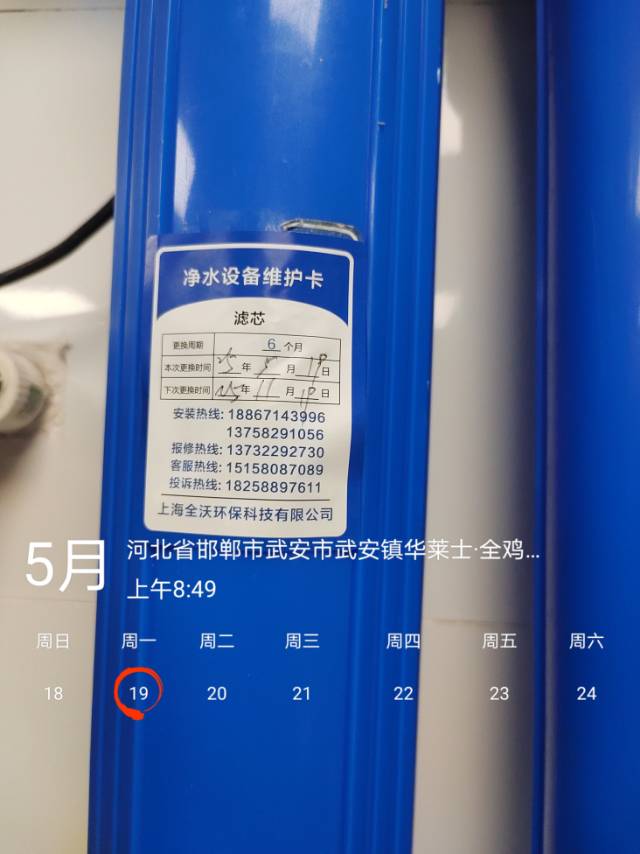 净水设备维护卡
滤芯
更换周期 6 个月
本次更换时间 25 年 5 月 19 日
下次更换时间 25 年 11 月 日
安装热线: 18867143996
13758291056
报修热线: 13732292730
客服热线: 15158087089
投诉热线: 18258897611
上海全沃环保科技有限公司
5月
河北省邯郸市武安市武安镇华莱士·全鸡...
上午8:49
周日 周一 周二 周三 周四 周五 周六
18 19 20 21 22 23 24